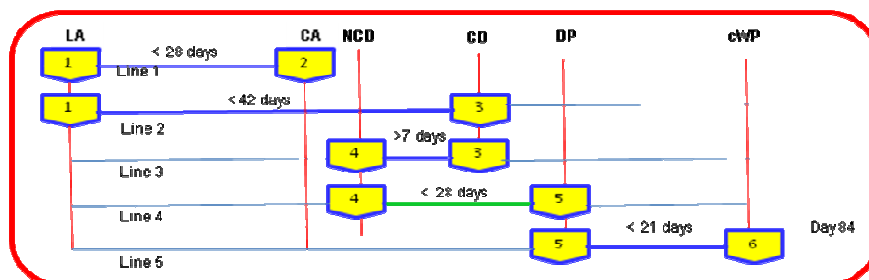 LA CA NCD CD DP cWP
1 < 28 days 2
Line 1
1 <42 days 3
Line 2
4 >7 days 3
Line 3
4 < 28 days 5
Line 4
5 < 21 days 6 Day 84
Line 5